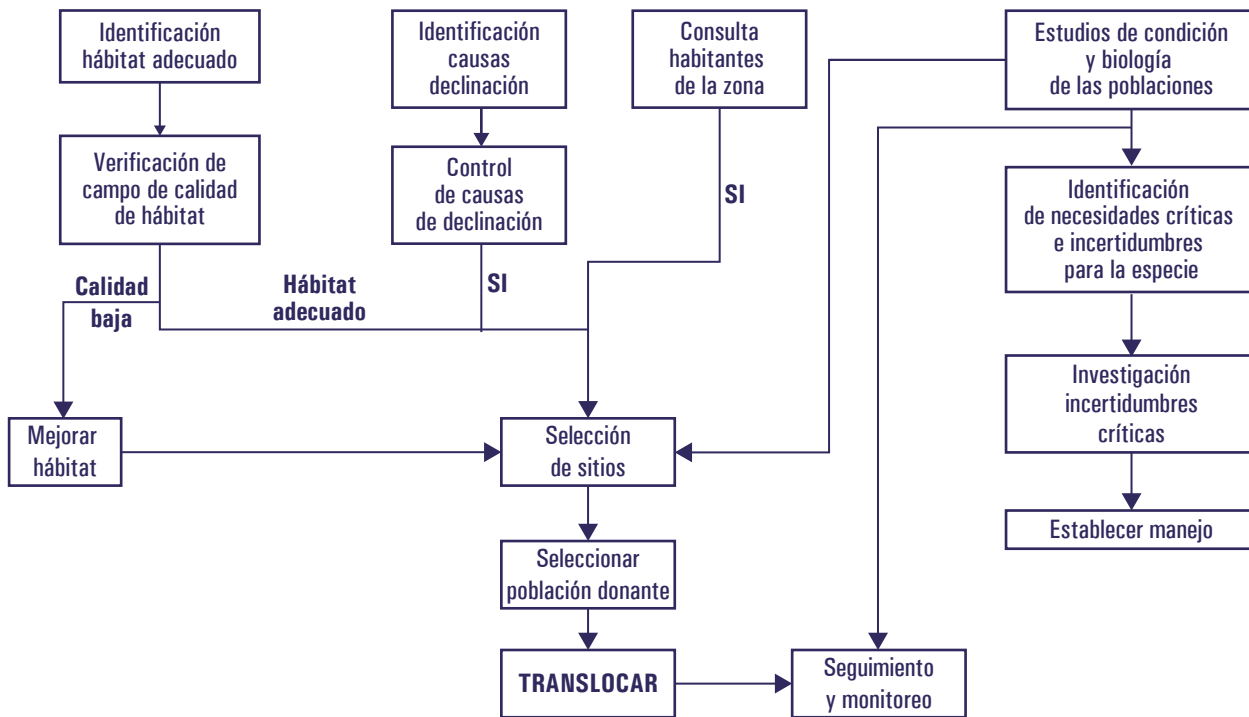 Identificación
hábitat adecuado
Identificación
causas
declinación
Consulta
habitantes
de la zona
Estudios de condición
y biología
de las poblaciones
Verificación de
campo de calidad
de hábitat
Control
de causas
de declinación
SI
Identificación
de necesidades críticas
e incertidumbres
para la especie
Calidad
baja
Hábitat
adecuado
SI
Investigación
incertidumbres
críticas
Mejorar
hábitat
Selección
de sitios
Establecer manejo
Seleccionar
población donante
TRANSLOCAR
Seguimiento
y monitoreo